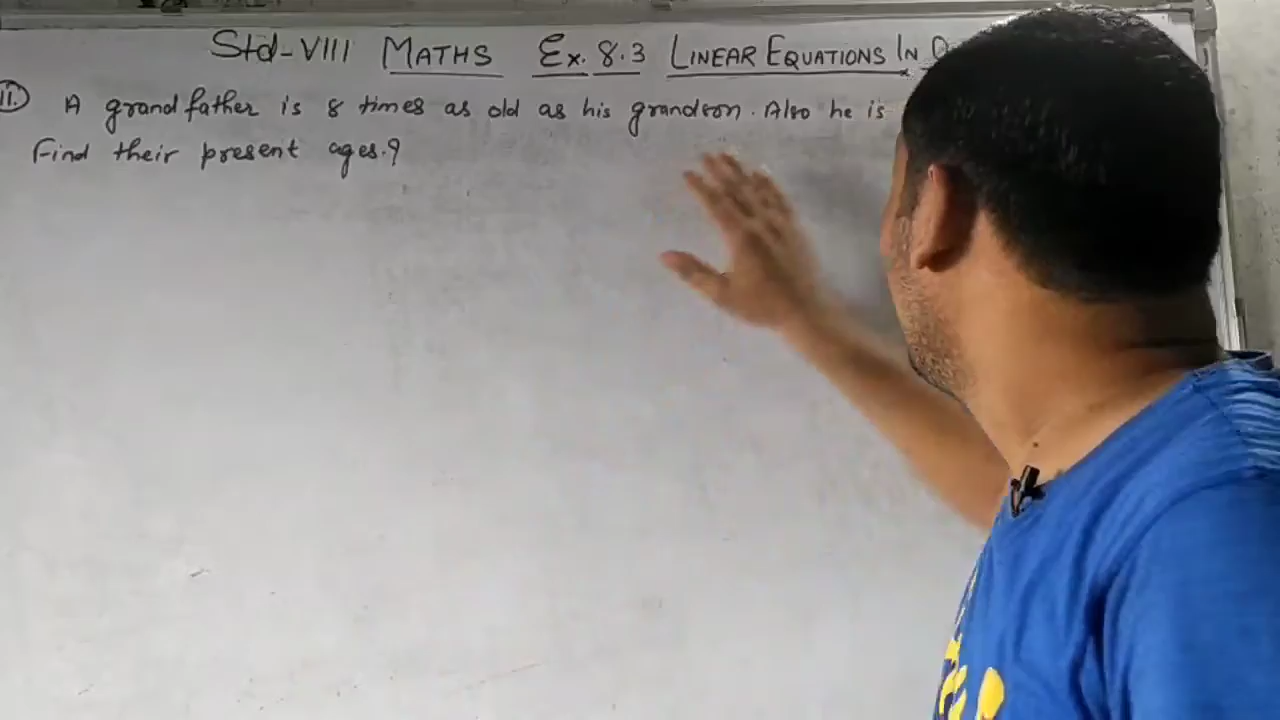 Std-VIII MATHS Ex. 8.3 LINEAR EQUATIONS IN
11. A grandfather is 8 times as old as his grandson. Also he is
Find their present ages.?